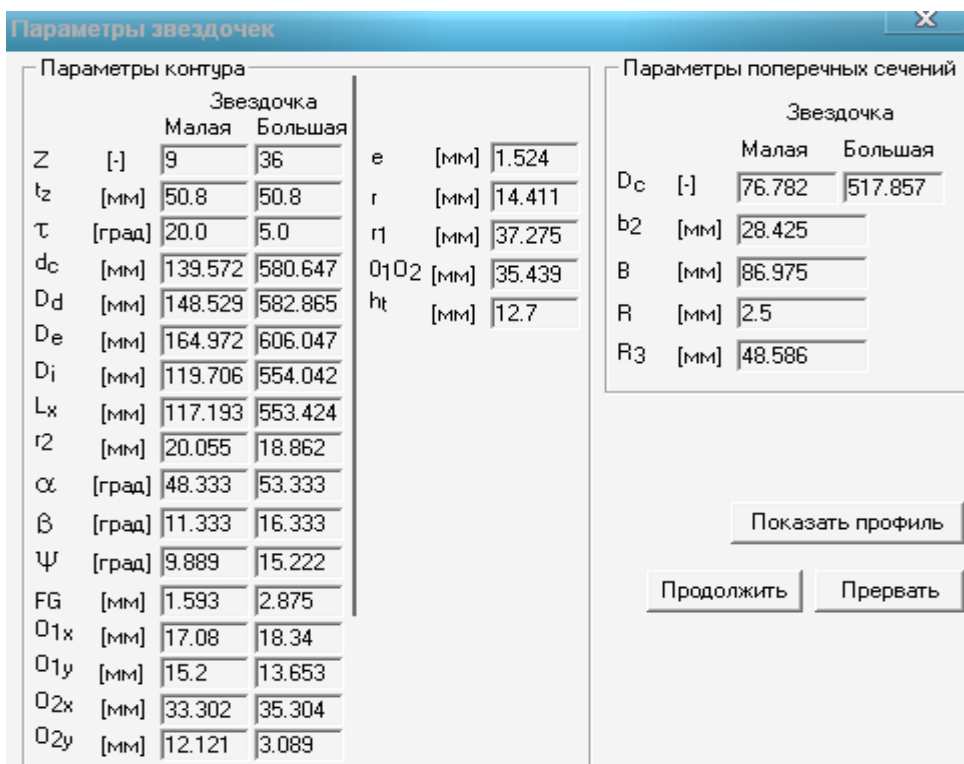 Параметры звездочек
X
Параметры контура
Звездочка
Малая Большая
Z [-] 9 36
tz [мм] 50.8 50.8
τ [град] 20.0 5.0
dc [мм] 139.572 580.647
Dd [мм] 148.529 582.865
De [мм] 164.972 606.047
Di [мм] 119.706 554.042
Lx [мм] 117.193 553.424
r2 [мм] 20.055 18.862
α [град] 48.333 53.333
β [град] 11.333 16.333
Ψ [град] 9.889 15.222
FG [мм] 1.593 2.875
O1x [мм] 17.08 18.34
O1y [мм] 15.2 13.653
O2x [мм] 33.302 35.304
O2y [мм] 12.121 3.089
e [мм] 1.524
r [мм] 14.411
r1 [мм] 37.275
O1O2 [мм] 35.439
ht [мм] 12.7
Параметры поперечных сечений
Звездочка
Малая Большая
Dc [-] 76.782 517.857
b2 [мм] 28.425
B [мм] 86.975
R [мм] 2.5
R3 [мм] 48.586
Показать профиль
Продолжить Прервать